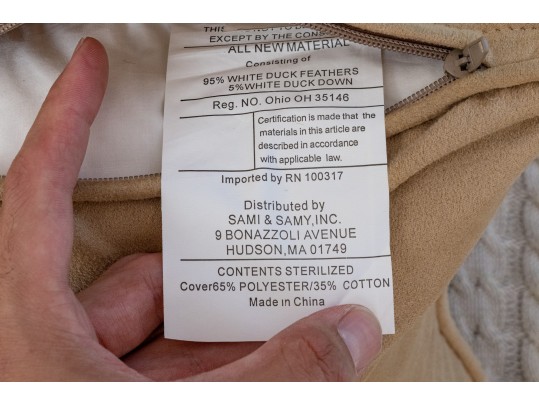 EXCEPT BY THE CONS
ALL NEW MATERIAL
Consisting of
95% WHITE DUCK FEATHERS
5%WHITE DUCK DOWN
Reg. NO. Ohio OH 35146
Certification is made that the
materials in this article are
described in accordance
with applicable law.
Imported by RN 100317
Distributed by
SAMI & SAMY,INC.
9 BONAZZOLI AVENUE
HUDSON,MA 01749
CONTENTS STERILIZED
Cover65% POLYESTER/35% COTTON
Made in China